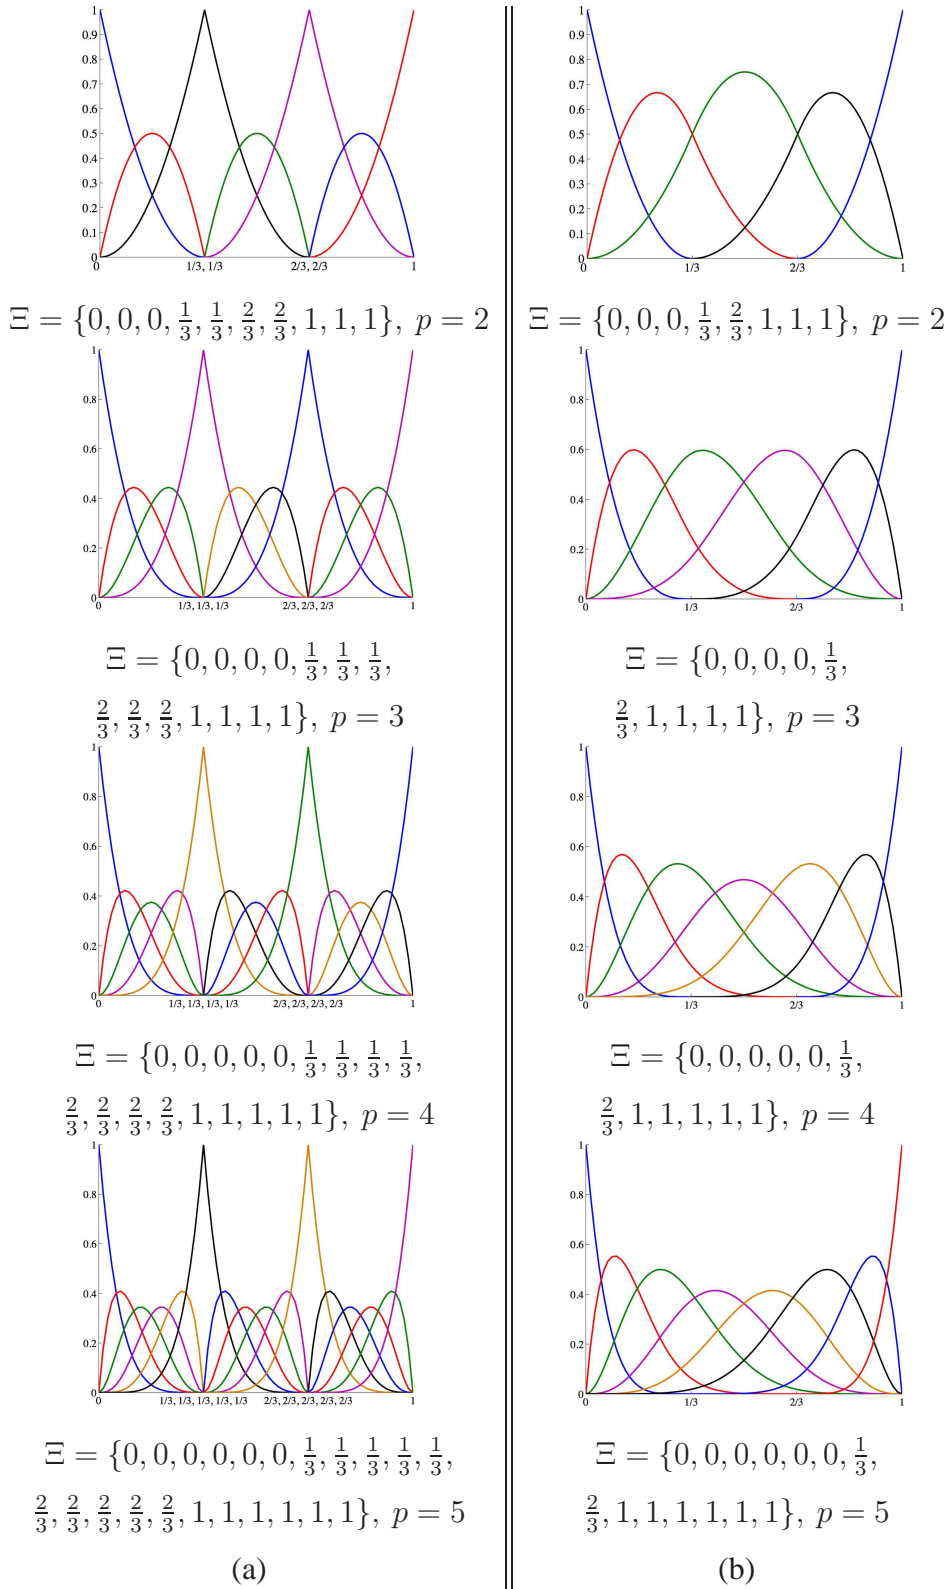 1
0.9
0.8
0.7
0.6
0.5
0.4
0.3
0.2
0.1
0
0 1/3, 1/3 2/3, 2/3 1
Ξ = {0, 0, 0, 1/3, 1/3, 2/3, 2/3, 1, 1, 1}, p = 2
1
0.8
0.6
0.4
0.2
0
0 1/3, 1/3, 1/3 2/3, 2/3, 2/3 1
Ξ = {0, 0, 0, 0, 1/3, 1/3, 1/3,
2/3, 2/3, 2/3, 1, 1, 1, 1}, p = 3
1
0.8
0.6
0.4
0.2
0
0 1/3, 1/3, 1/3, 1/3 2/3, 2/3, 2/3, 2/3 1
Ξ = {0, 0, 0, 0, 0, 1/3, 1/3, 1/3, 1/3,
2/3, 2/3, 2/3, 2/3, 1, 1, 1, 1, 1}, p = 4
1
0.8
0.6
0.4
0.2
0
0 1/3, 1/3, 1/3, 1/3, 1/3 2/3, 2/3, 2/3, 2/3, 2/3 1
Ξ = {0, 0, 0, 0, 0, 0, 1/3, 1/3, 1/3, 1/3, 1/3,
2/3, 2/3, 2/3, 2/3, 2/3, 1, 1, 1, 1, 1, 1}, p = 5
(a)
1
0.9
0.8
0.7
0.6
0.5
0.4
0.3
0.2
0.1
0
0 1/3 2/3 1
Ξ = {0, 0, 0, 1/3, 2/3, 1, 1, 1}, p = 2
1
0.8
0.6
0.4
0.2
0
0 1/3 2/3 1
Ξ = {0, 0, 0, 0, 1/3,
2/3, 1, 1, 1, 1}, p = 3
1
0.8
0.6
0.4
0.2
0
0 1/3 2/3 1
Ξ = {0, 0, 0, 0, 0, 1/3,
2/3, 1, 1, 1, 1, 1}, p = 4
1
0.8
0.6
0.4
0.2
0
0 1/3 2/3 1
Ξ = {0, 0, 0, 0, 0, 0, 1/3,
2/3, 1, 1, 1, 1, 1, 1}, p = 5
(b)